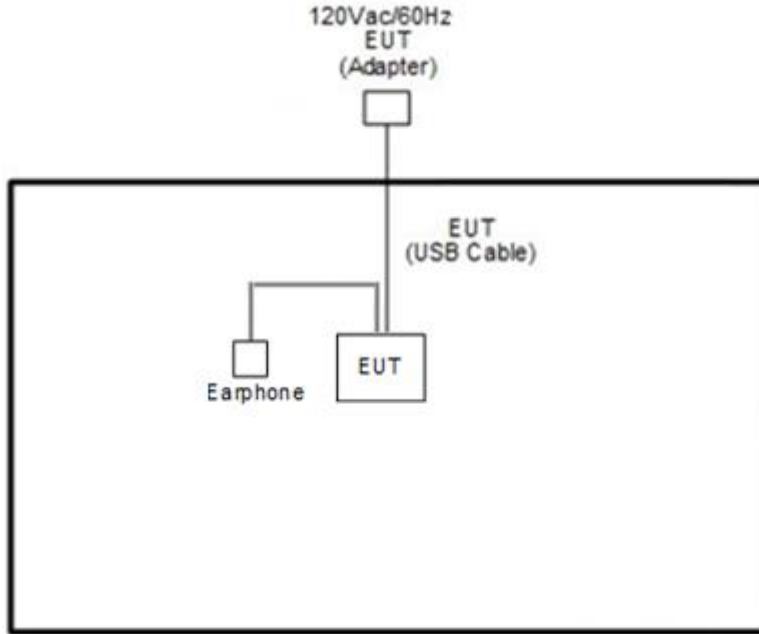 120Vac/60Hz
EUT
(Adapter)
EUT
(USB Cable)
EUT
Earphone